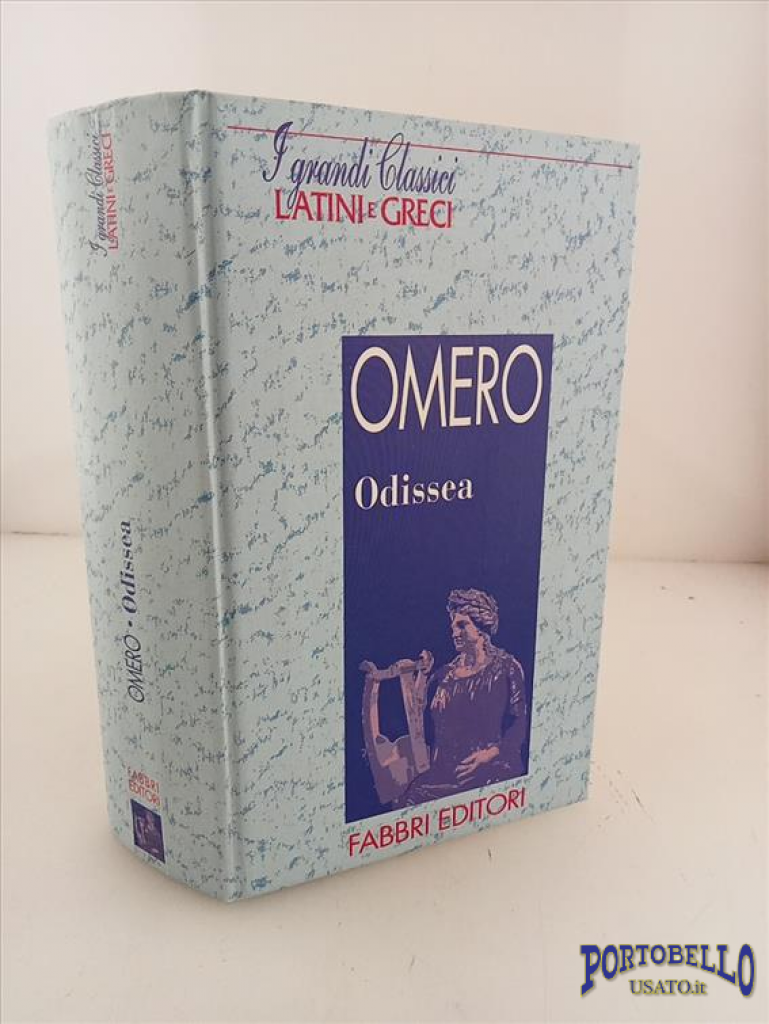 I grandi Classici
LATINI E GRECI
I grandi Classici
LATINI E GRECI
OMERO
Odissea
OMERO - Odissea
FABBRI
EDITORI
FABBRI EDITORI
PORTOBELLO
USATO.it